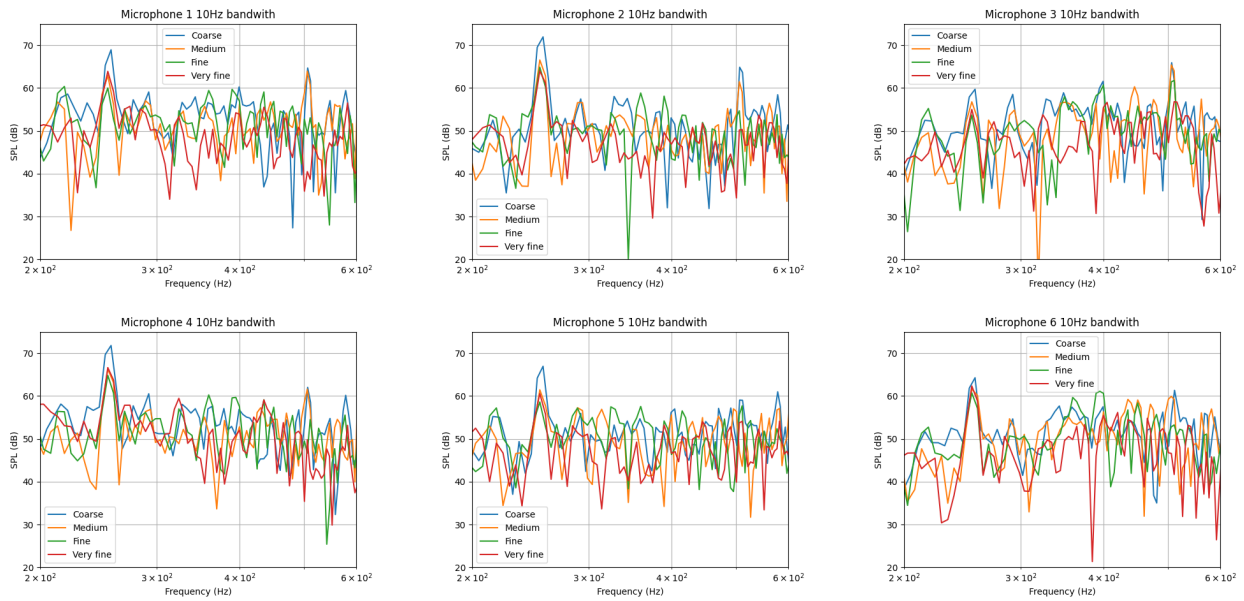 Microphone 1 10Hz bandwith
SPL (dB)
70
60
50
40
30
20
Coarse
Medium
Fine
Very fine
2 × 10²
3 × 10²
4 × 10²
6 × 10²
Frequency (Hz)
Microphone 2 10Hz bandwith
SPL (dB)
70
60
50
40
30
20
Coarse
Medium
Fine
Very fine
2 × 10²
3 × 10²
4 × 10²
6 × 10²
Frequency (Hz)
Microphone 3 10Hz bandwith
SPL (dB)
70
60
50
40
30
20
Coarse
Medium
Fine
Very fine
2 × 10²
3 × 10²
4 × 10²
6 × 10²
Frequency (Hz)
Microphone 4 10Hz bandwith
SPL (dB)
70
60
50
40
30
20
Coarse
Medium
Fine
Very fine
2 × 10²
3 × 10²
4 × 10²
6 × 10²
Frequency (Hz)
Microphone 5 10Hz bandwith
SPL (dB)
70
60
50
40
30
20
Coarse
Medium
Fine
Very fine
2 × 10²
3 × 10²
4 × 10²
6 × 10²
Frequency (Hz)
Microphone 6 10Hz bandwith
SPL (dB)
70
60
50
40
30
20
Coarse
Medium
Fine
Very fine
2 × 10²
3 × 10²
4 × 10²
6 × 10²
Frequency (Hz)